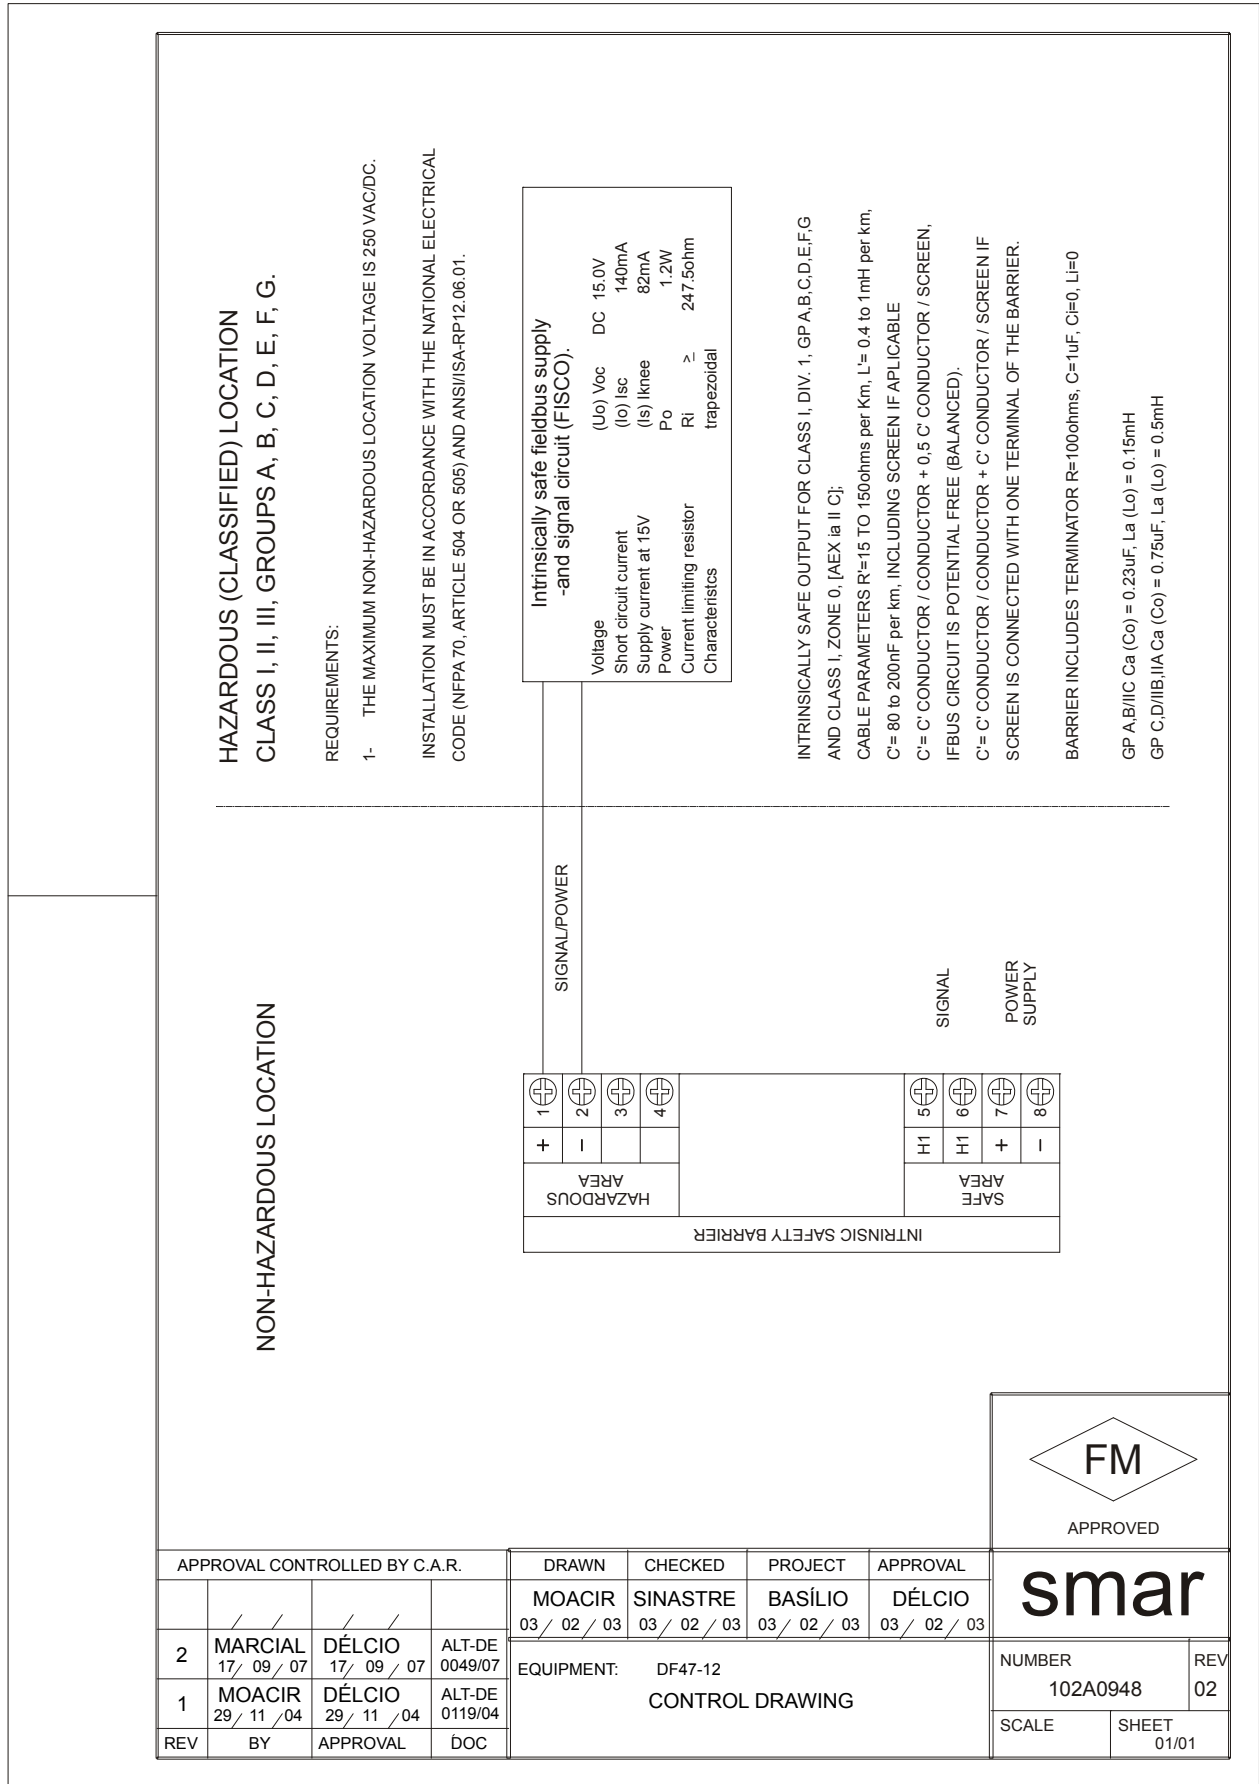 HAZARDOUS (CLASSIFIED) LOCATION
CLASS I, II, III, GROUPS A, B, C, D, E, F, G.
REQUIREMENTS:
1- THE MAXIMUM NON-HAZARDOUS LOCATION VOLTAGE IS 250 VAC/DC.
INSTALLATION MUST BE IN ACCORDANCE WITH THE NATIONAL ELECTRICAL
CODE (NFPA 70, ARTICLE 504 OR 505) AND ANSI/ISA-RP12.06.01.
Intrinsically safe fieldbus supply
-and signal circuit (FISCO).
Voltage (Uo) Voc DC 15.0V
Short circuit current (Io) Isc 140mA
Supply current at 15V (Is) Iknee 82mA
Power Po 1.2W
Current limiting resistor Ri ≥ 247.5ohm
Characteristcs trapezoidal
INTRINSICALLY SAFE OUTPUT FOR CLASS I, DIV. 1, GP A,B,C,D,E,F,G
AND CLASS I, ZONE 0, [AEX ia II C];
CABLE PARAMETERS R'=15 TO 150ohms per Km, L'= 0.4 to 1mH per km,
C'= 80 to 200nF per km, INCLUDING SCREEN IF APLICABLE
C'= C' CONDUCTOR / CONDUCTOR + 0,5 C' CONDUCTOR / SCREEN,
IFBUS CIRCUIT IS POTENTIAL FREE (BALANCED).
C'= C' CONDUCTOR / CONDUCTOR + C' CONDUCTOR / SCREEN IF
SCREEN IS CONNECTED WITH ONE TERMINAL OF THE BARRIER.
BARRIER INCLUDES TERMINATOR R=100ohms, C=1uF, Ci=0, Li=0
GP A,B/IIC Ca (Co) = 0.23uF, La (Lo) = 0.15mH
GP C,D/IIB,IIA Ca (Co) = 0.75uF, La (Lo) = 0.5mH
NON-HAZARDOUS LOCATION
SIGNAL/POWER
SIGNAL
POWER
SUPPLY
+ 1
− 2
3
4
H1 5
H1 6
+ 7
− 8
HAZARDOUS
AREA
SAFE
AREA
INTRINSIC SAFETY BARRIER
FM
APPROVED
smar
APPROVAL CONTROLLED BY C.A.R.
/ / / /
2 MARCIAL DÉLCIO ALT-DE
17/ 09 / 07 17/ 09 / 07 0049/07
1 MOACIR DÉLCIO ALT-DE
29/ 11 /04 29/ 11 /04 0119/04
REV BY APPROVAL DOC
DRAWN CHECKED PROJECT APPROVAL
MOACIR SINASTRE BASÍLIO DÉLCIO
03 / 02 / 03 03 / 02 / 03 03 / 02 / 03 03 / 02 / 03
EQUIPMENT: DF47-12
CONTROL DRAWING
NUMBER REV
102A0948 02
SCALE SHEET
01/01